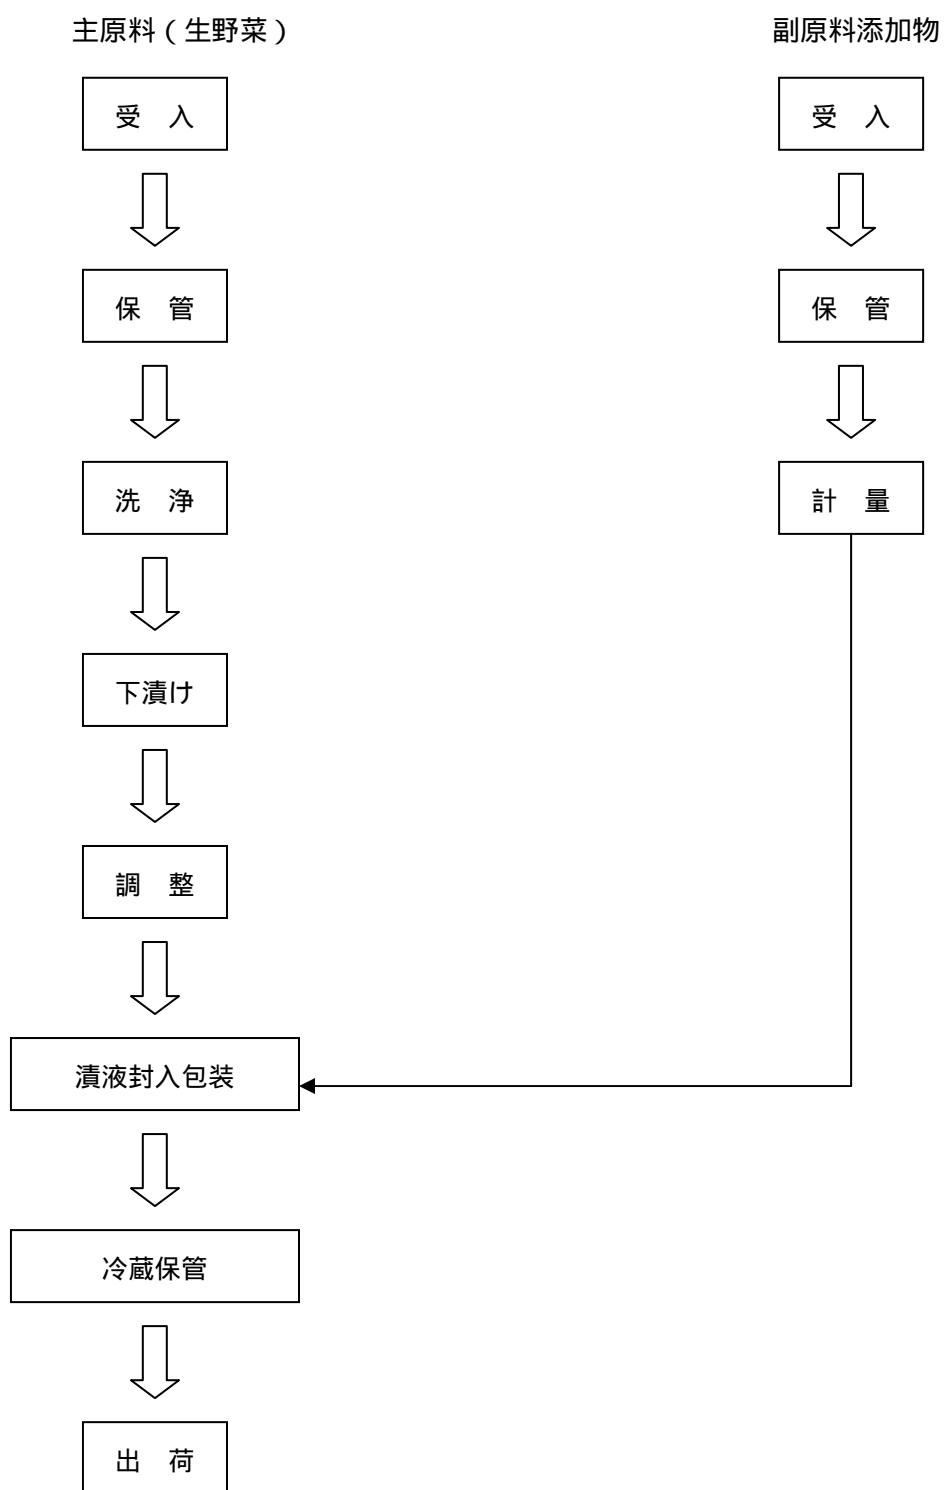 主原料（生野菜）
副原料添加物
受　入
受　入
保　管
保　管
洗　浄
計　量
下漬け
調　整
漬液封入包装
冷蔵保管
出　荷